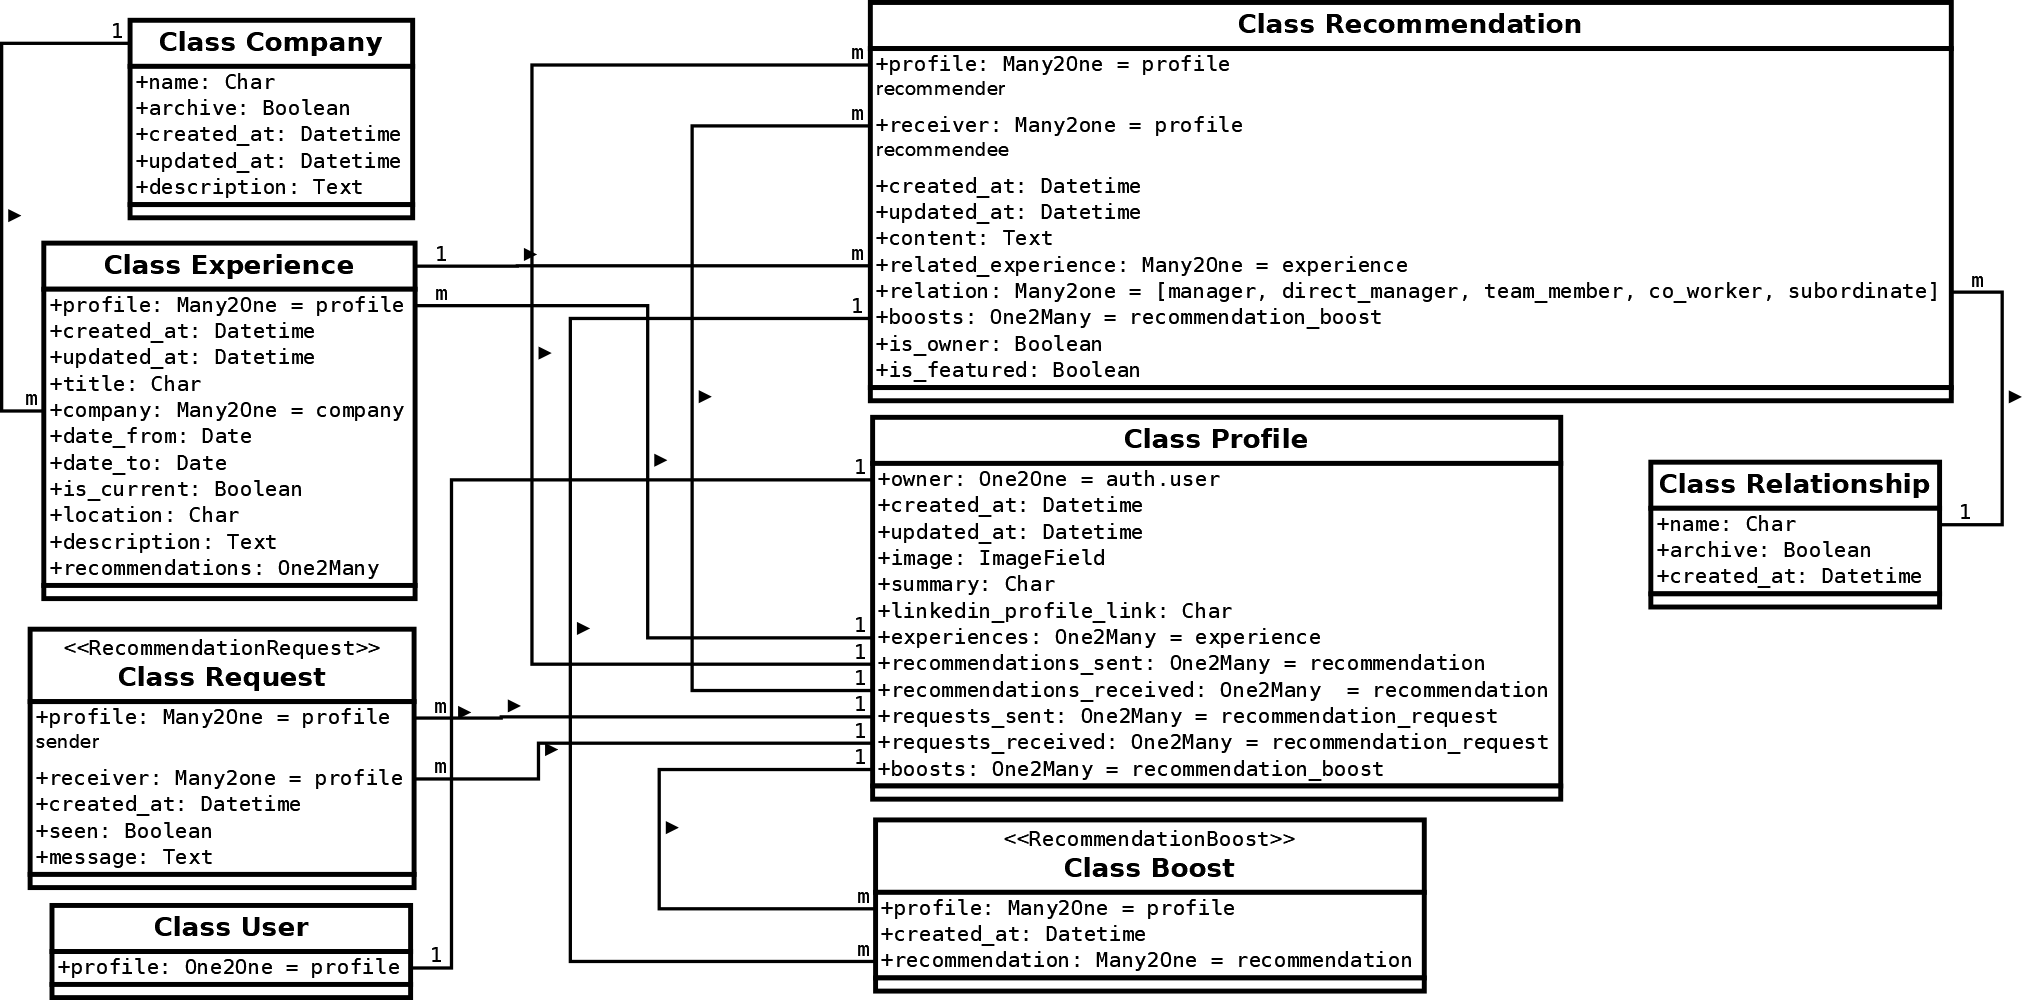 1
Class Company
+name: Char
+archive: Boolean
+created_at: Datetime
+updated_at: Datetime
+description: Text
Class Experience
1
m
+profile: Many2One = profile
+created_at: Datetime
+updated_at: Datetime
+title: Char
m
+company: Many2One = company
+date_from: Date
+date_to: Date
+is_current: Boolean
+location: Char
+description: Text
+recommendations: One2Many
<<RecommendationRequest>>
Class Request
+profile: Many2One = profile
m
sender
+receiver: Many2one = profile
m
+created_at: Datetime
+seen: Boolean
+message: Text
Class User
+profile: One2One = profile
1
Class Recommendation
m
+profile: Many2One = profile
recommender
m
+receiver: Many2one = profile
recommendee
+created_at: Datetime
+updated_at: Datetime
+content: Text
m
+related_experience: Many2One = experience
+relation: Many2one = [manager, direct_manager, team_member, co_worker, subordinate]
m
1
+boosts: One2Many = recommendation_boost
+is_owner: Boolean
+is_featured: Boolean
Class Profile
1
+owner: One2One = auth.user
+created_at: Datetime
+updated_at: Datetime
+image: ImageField
+summary: Char
+linkedin_profile_link: Char
1
+experiences: One2Many = experience
1
+recommendations_sent: One2Many = recommendation
1
+recommendations_received: One2Many  = recommendation
1
+requests_sent: One2Many = recommendation_request
1
+requests_received: One2Many = recommendation_request
1
+boosts: One2Many = recommendation_boost
Class Relationship
+name: Char
1
+archive: Boolean
+created_at: Datetime
<<RecommendationBoost>>
Class Boost
m
+profile: Many2One = profile
+created_at: Datetime
m
+recommendation: Many2One = recommendation